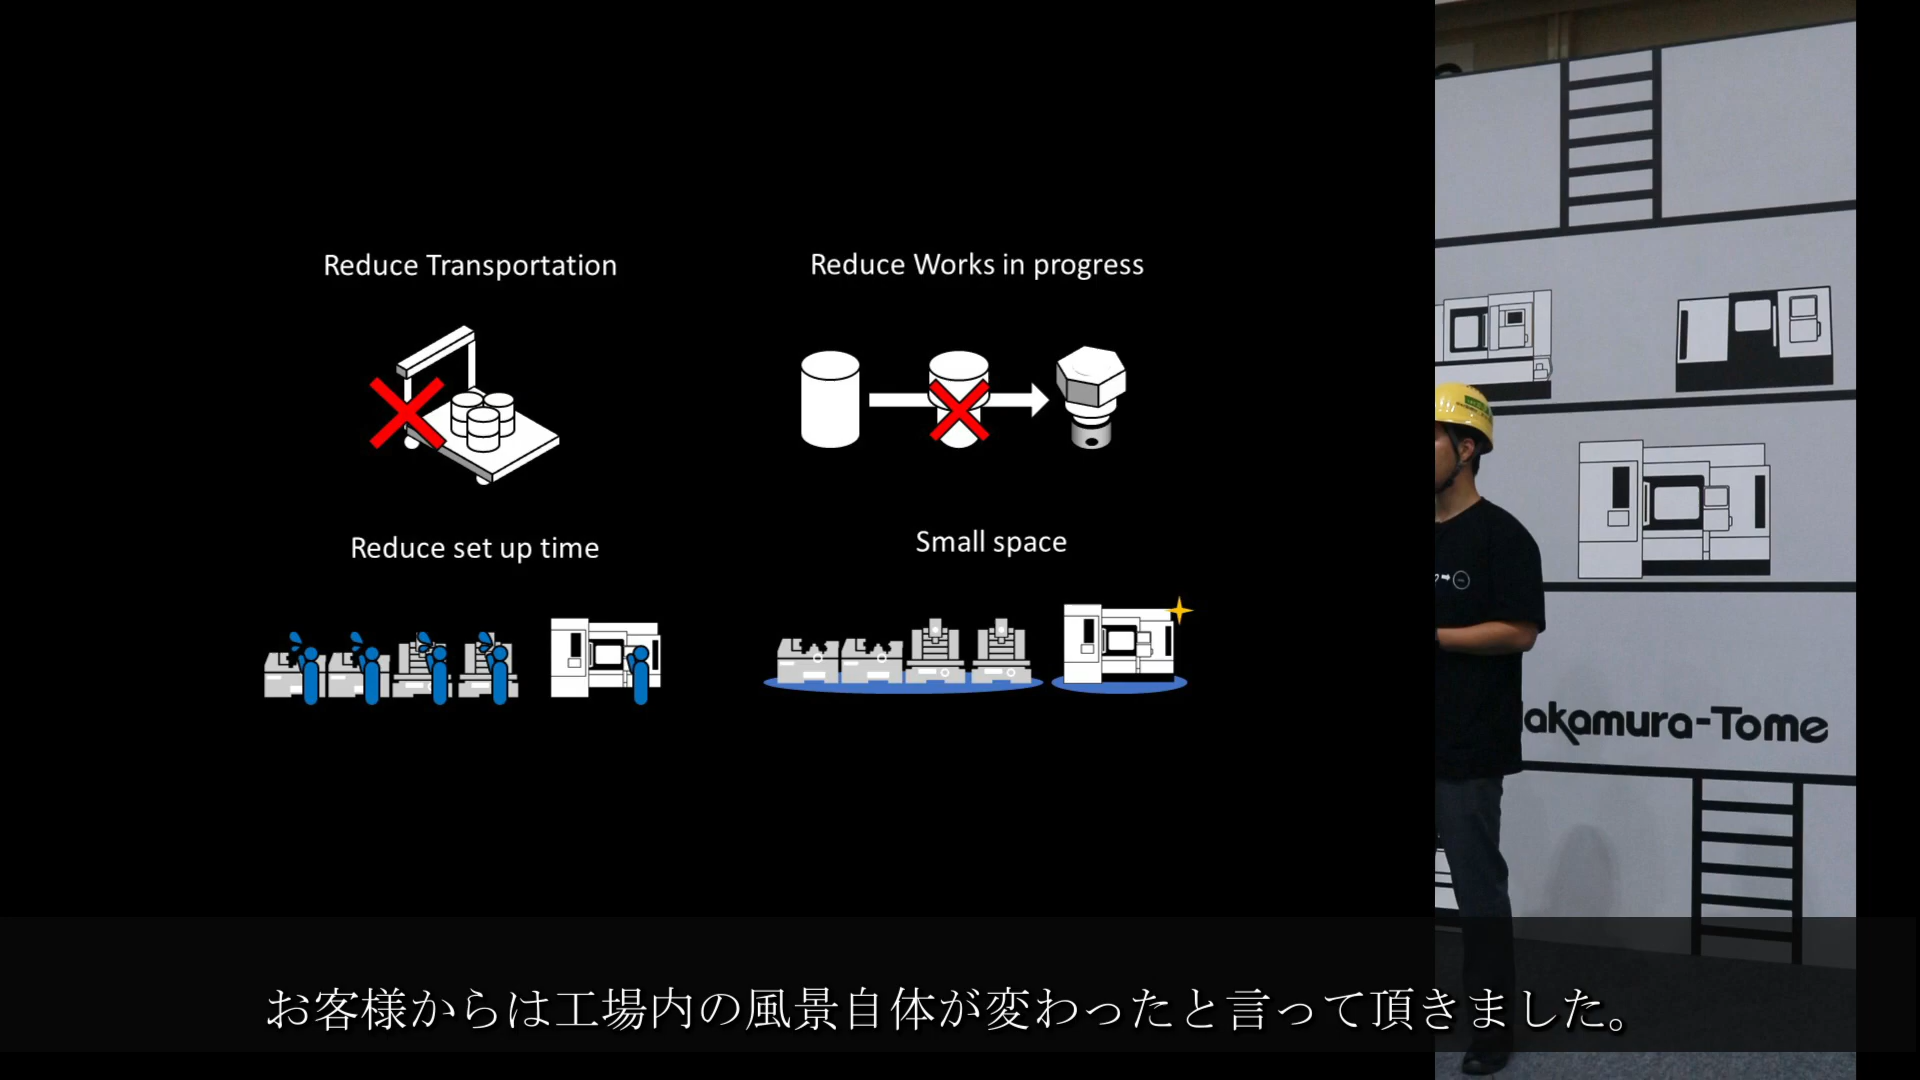 Reduce Transportation
Reduce Works in progress
Reduce set up time
Small space
Nakamura-Tome
お客様からは工場内の風景自体が変わったと言って頂きました。